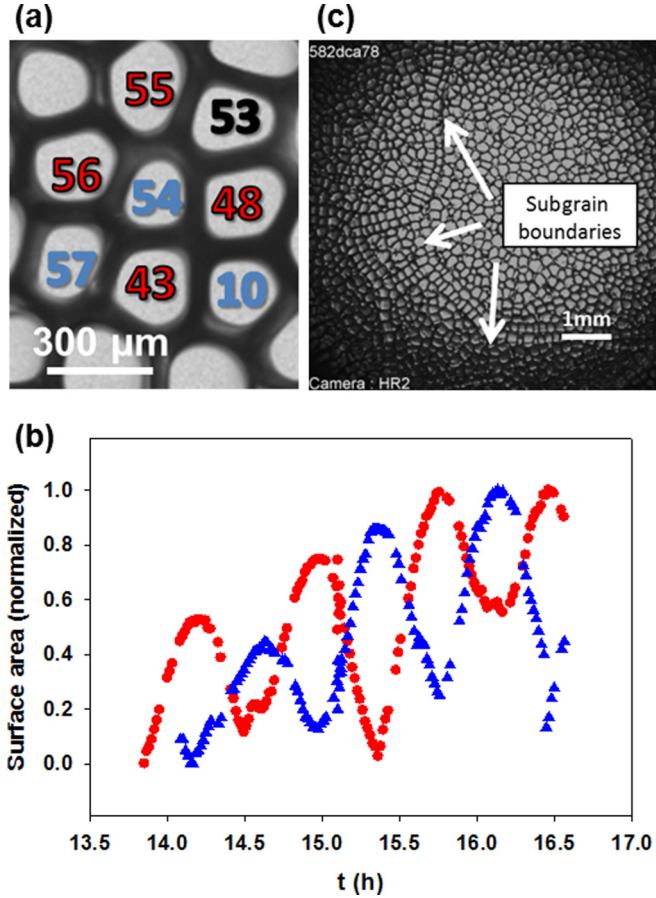 (a)
55
53
56
54
48
57
43
10
300 µm
(c)
582dca78
Subgrain
boundaries
1mm
Camera : HR2
(b)
Surface area (normalized)
1.0
0.8
0.6
0.4
0.2
0.0
13.5 14.0 14.5 15.0 15.5 16.0 16.5 17.0
t (h)